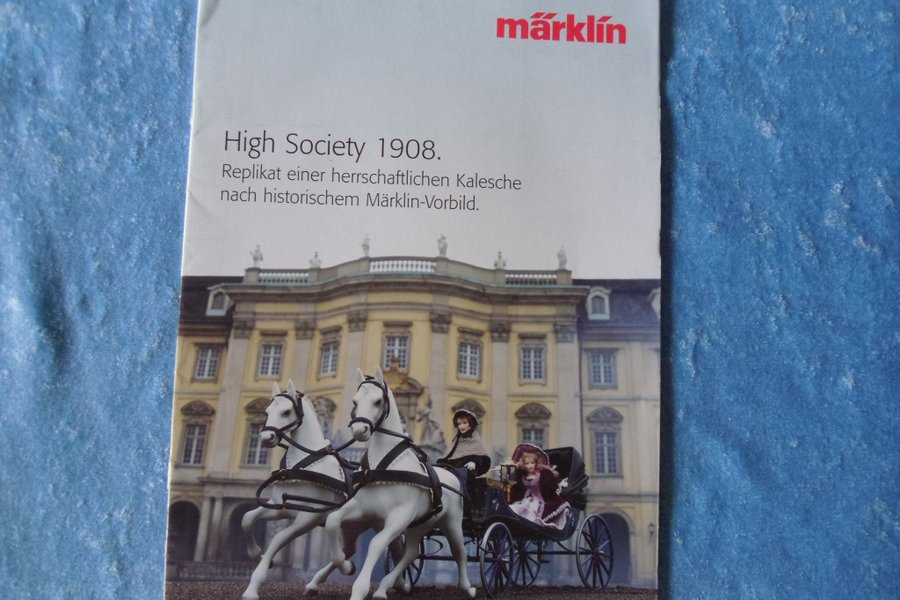 märklin
High Society 1908.
Replikat einer herrschaftlichen Kalesche
nach historischem Märklin-Vorbild.